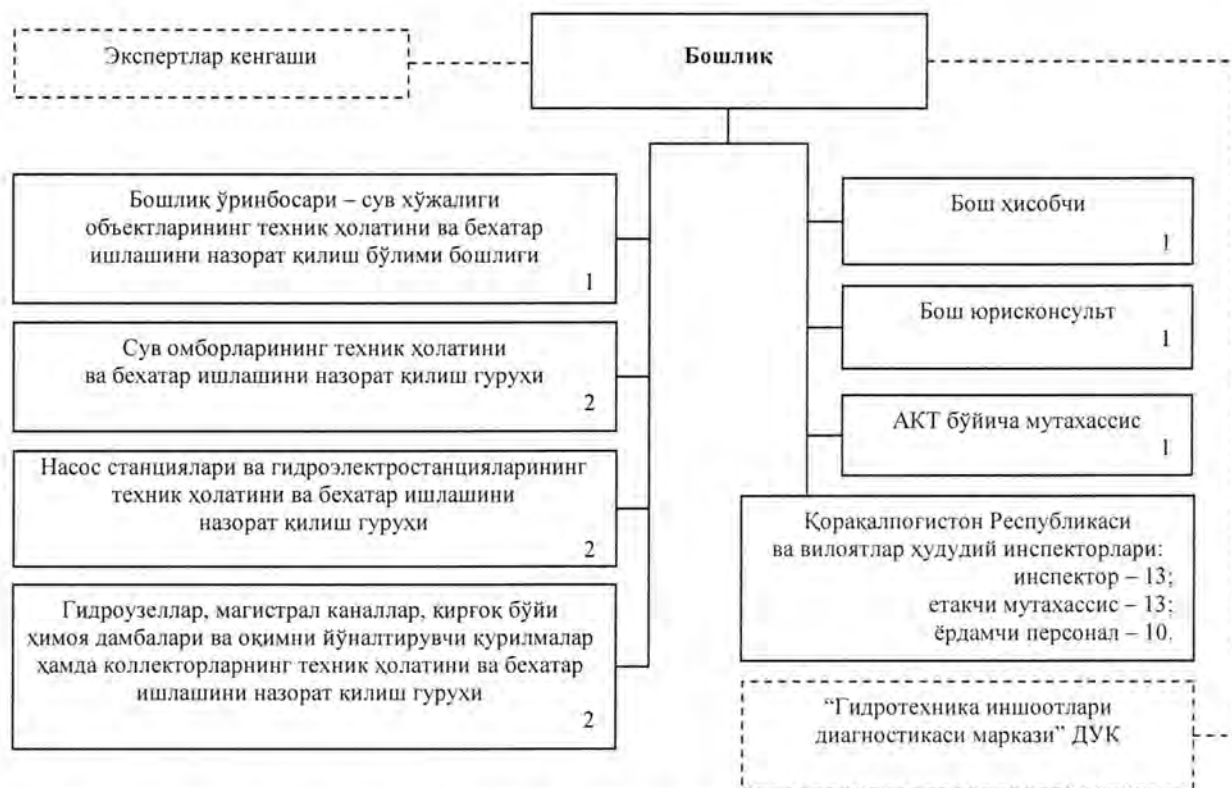 Экспертлар кенгаши
Бошлиқ
Бошлиқ ўринбосари – сув хўжалиги
объектларининг техник ҳолатини ва бехатар
ишлашини назорат қилиш бўлими бошлиғи
1
Сув омборларининг техник ҳолатини
ва бехатар ишлашини назорат қилиш гуруҳи
2
Насос станциялари ва гидроэлектростанцияларининг
техник ҳолатини ва бехатар ишлашини
назорат қилиш гуруҳи
2
Гидроузеллар, магистрал каналлар, қирғоқ бўйи
ҳимоя дамбалари ва оқимни йўналтирувчи қурилмалар
ҳамда коллекторларнинг техник ҳолатини ва бехатар
ишлашини назорат қилиш гуруҳи
2
Бош ҳисобчи
1
Бош юрисконсульт
1
АКТ бўйича мутахассис
1
Қорақалпоғистон Республикаси
ва вилоятлар ҳудудий инспекторлари:
инспектор – 13;
етакчи мутахассис – 13;
ёрдамчи персонал – 10.
“Гидротехника иншоотлари
диагностикаси маркази” ДУК